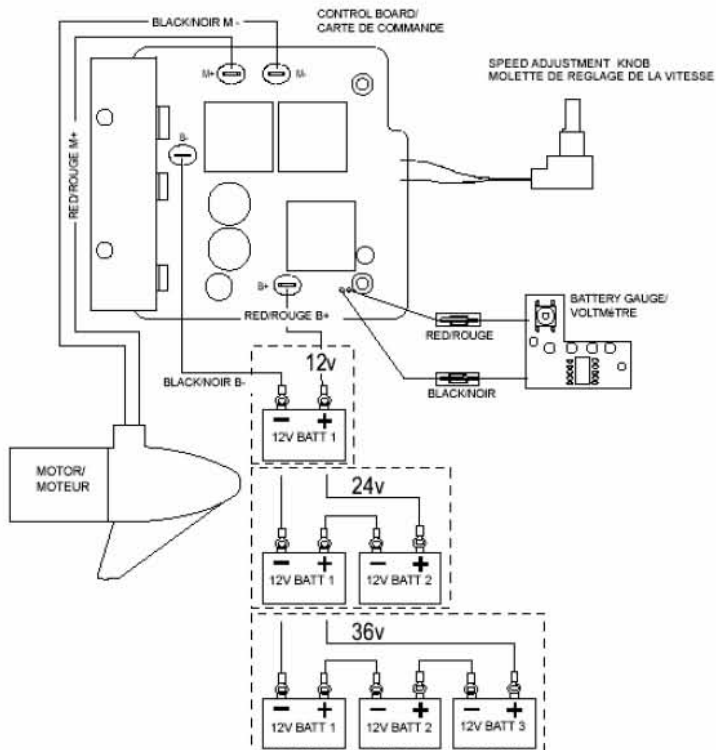 CONTROL BOARD/
CARTE DE COMMANDE
BLACK/NOIR M -
SPEED ADJUSTMENT KNOB
MOLETTE DE REGLAGE DE LA VITESSE
M+
M-
RED/ROUGE M+
B-
B+
RED/ROUGE B+
BATTERY GAUGE/
VOLTMèTRE
RED/ROUGE
BLACK/NOIR
BLACK/NOIR B-
12v
- +
12V BATT 1
MOTOR/
MOTEUR
24v
- + - +
12V BATT 1 12V BATT 2
36v
- + - + - +
12V BATT 1 12V BATT 2 12V BATT 3